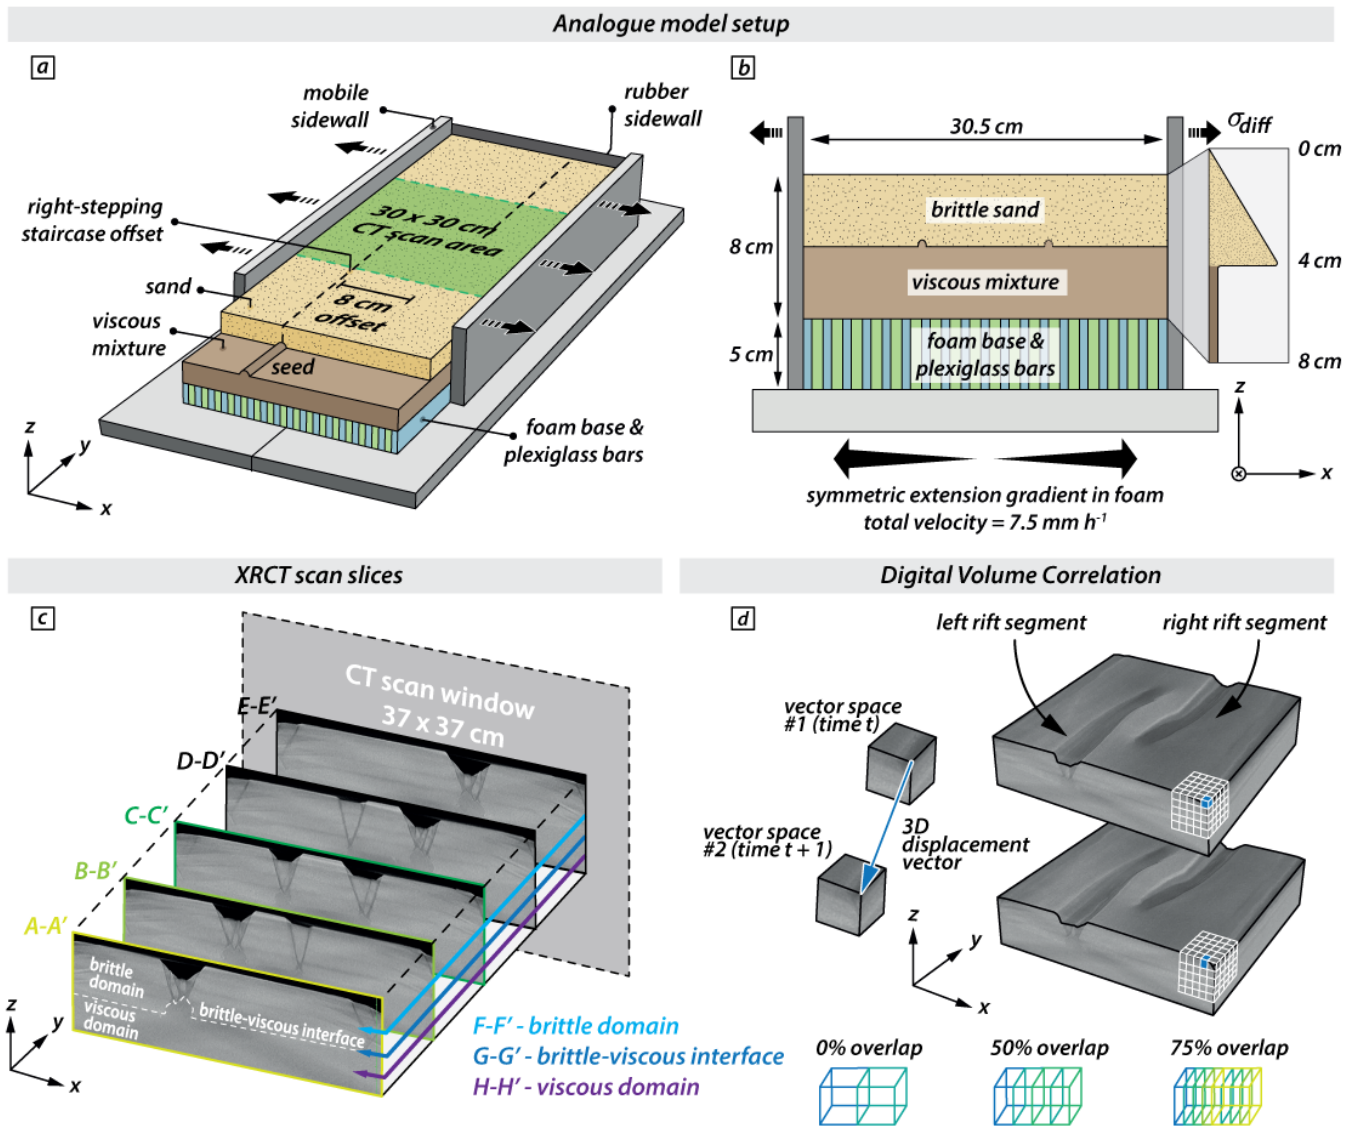 Analogue model setup
a
mobile
sidewall
rubber
sidewall
right-stepping
staircase offset
30 x 30 cm
CT scan area
sand
8 cm
offset
viscous
mixture
seed
foam base &
plexiglass bars
z
y
x
b
30.5 cm
σdiff
0 cm
brittle sand
8 cm
4 cm
viscous mixture
5 cm
foam base &
plexiglass bars
8 cm
z
x
symmetric extension gradient in foam
total velocity = 7.5 mm h⁻¹
XRCT scan slices
c
CT scan window
37 x 37 cm
E-E'
D-D'
C-C'
B-B'
A-A'
brittle
domain
viscous
domain
brittle-viscous interface
z
y
x
F-F' - brittle domain
G-G' - brittle-viscous interface
H-H' - viscous domain
Digital Volume Correlation
d
left rift segment
right rift segment
vector space
#1 (time t)
vector space
#2 (time t + 1)
3D
displacement
vector
z
y
x
0% overlap
50% overlap
75% overlap